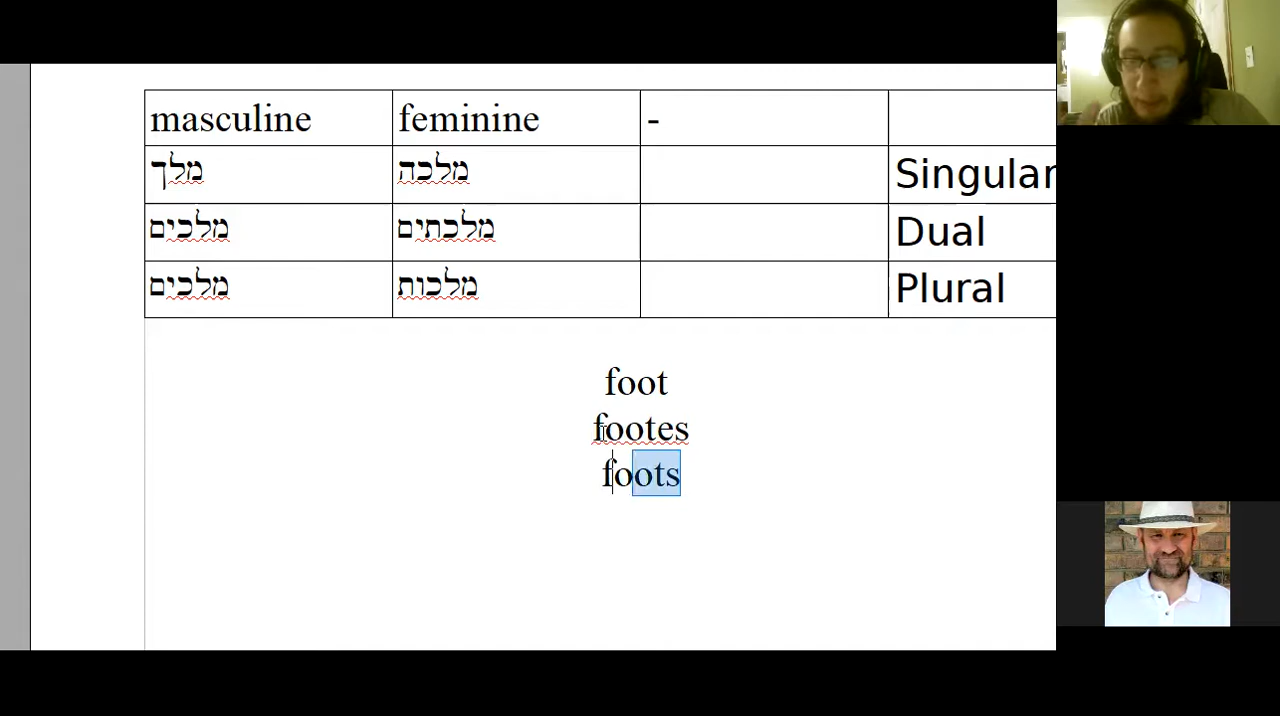 masculine feminine -
מלך מלכה Singular
מלכים מלכתים Dual
מלכים מלכות Plural
foot
footes
foots